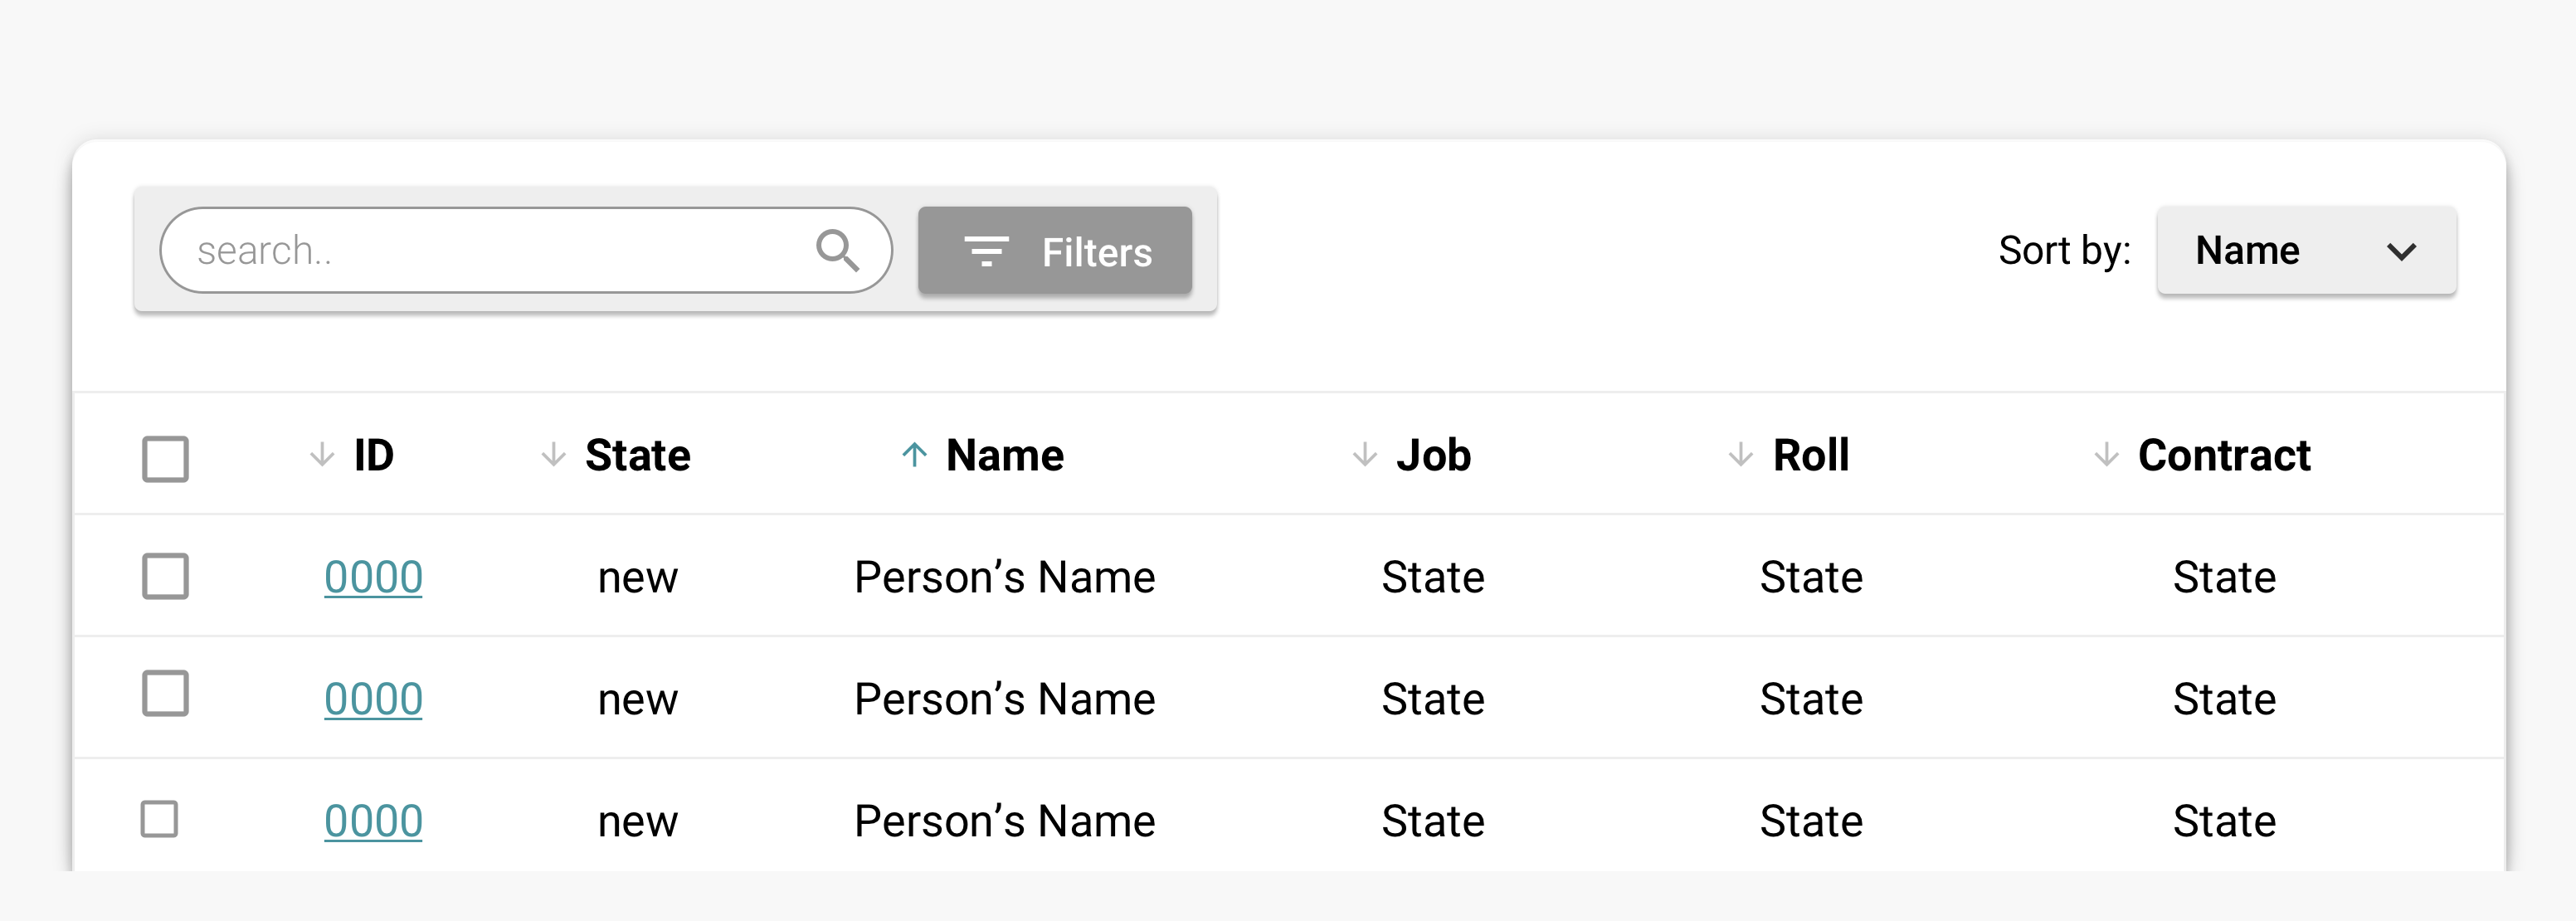 search..
Filters
Sort by:
Name
ID State Name Job Roll Contract
0000 new Person’s Name State State State
0000 new Person’s Name State State State
0000 new Person’s Name State State State